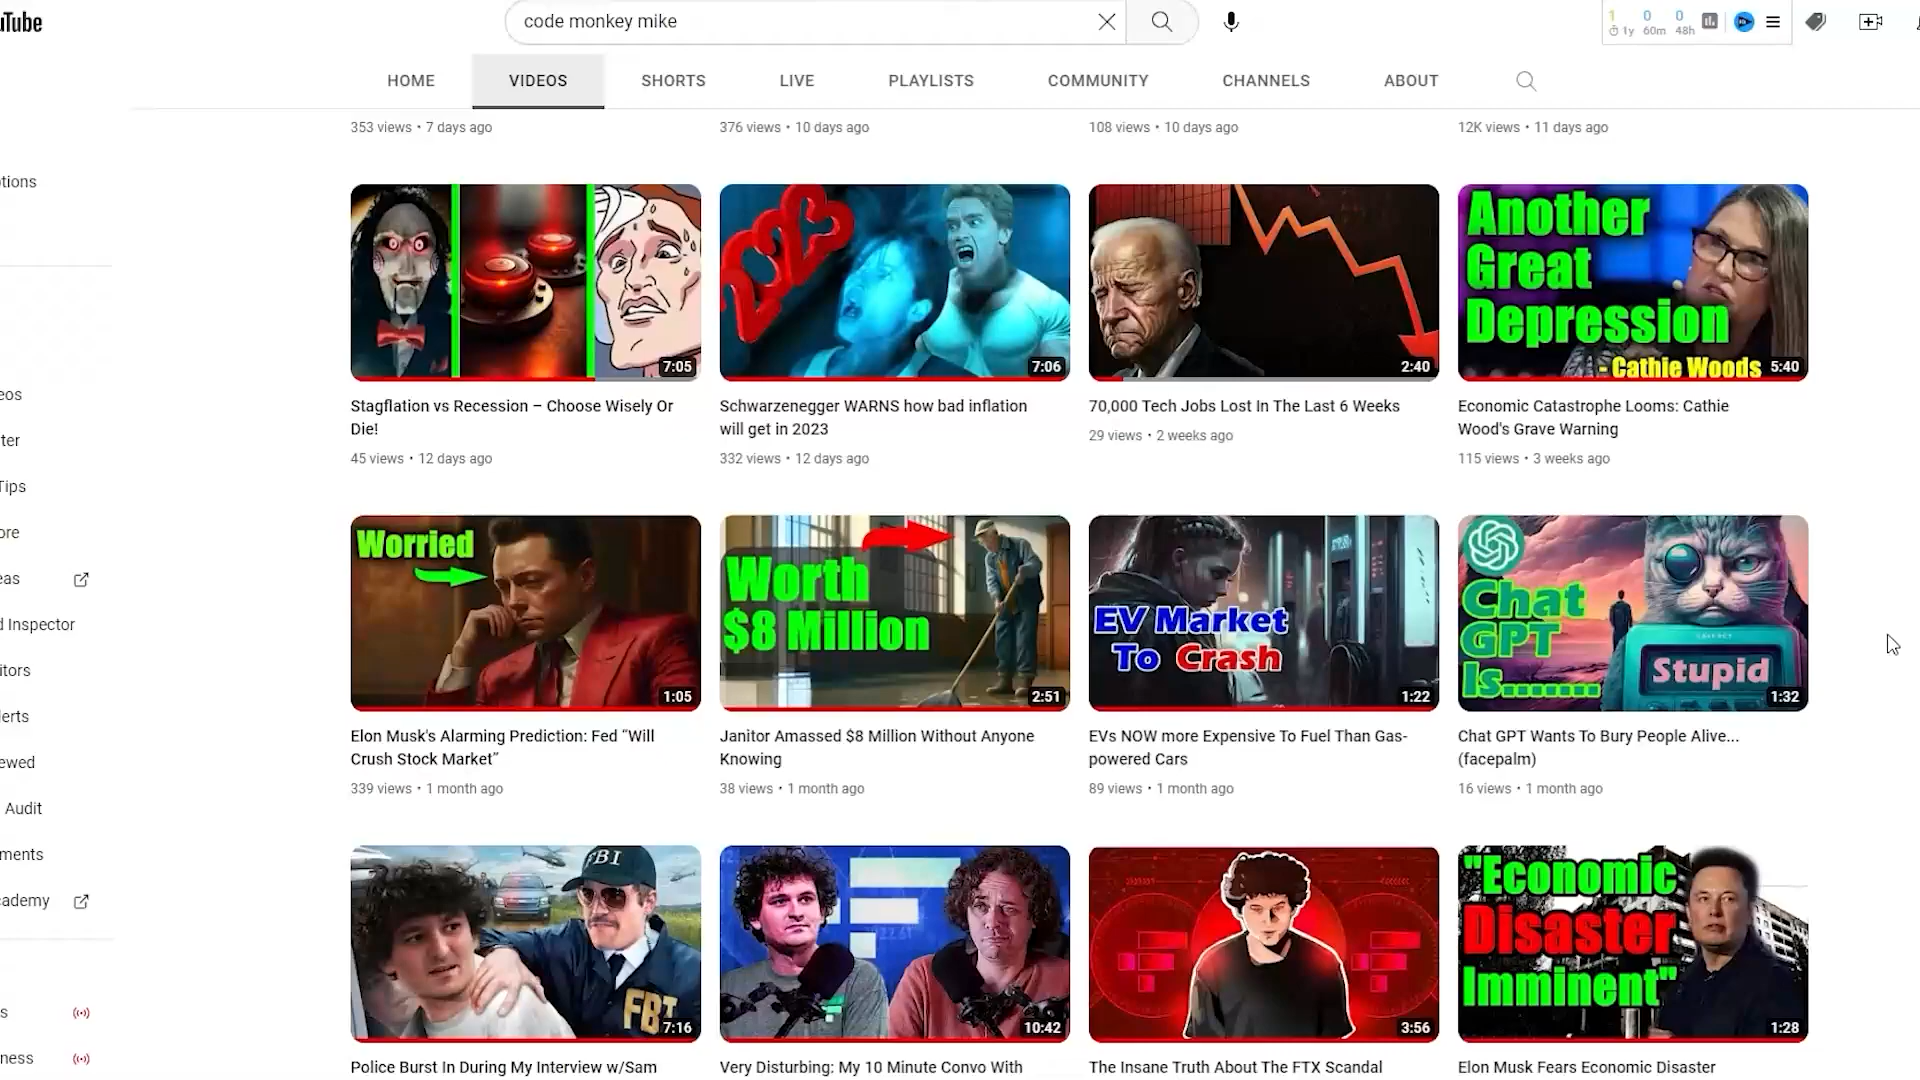 uTube
code monkey mike
1 0 0
1y 60m 48h
HOME VIDEOS SHORTS LIVE PLAYLISTS COMMUNITY CHANNELS ABOUT
353 views • 7 days ago
376 views • 10 days ago
108 views • 10 days ago
12K views • 11 days ago
tions
eos
ter
Tips
ore
eas
d Inspector
itors
lerts
ewed
Audit
ments
cademy
s
ness
7:05
2023
7:06
2:40
Another
Great
Depression
- Cathie Woods
5:40
Stagflation vs Recession – Choose Wisely Or
Die!
45 views • 12 days ago
Schwarzenegger WARNS how bad inflation
will get in 2023
332 views • 12 days ago
70,000 Tech Jobs Lost In The Last 6 Weeks
29 views • 2 weeks ago
Economic Catastrophe Looms: Cathie
Wood's Grave Warning
115 views • 3 weeks ago
Worried
1:05
Worth
$8 Million
2:51
EV Market
To Crash
1:22
Chat
GPT
Is.......
Stupid
1:32
Elon Musk's Alarming Prediction: Fed “Will
Crush Stock Market”
339 views • 1 month ago
Janitor Amassed $8 Million Without Anyone
Knowing
38 views • 1 month ago
EVs NOW more Expensive To Fuel Than Gas-
powered Cars
89 views • 1 month ago
Chat GPT Wants To Bury People Alive...
(facepalm)
16 views • 1 month ago
FBI
FBI
7:16
10:42
3:56
"Economic
Disaster
Imminent"
1:28
Police Burst In During My Interview w/Sam
Very Disturbing: My 10 Minute Convo With
The Insane Truth About The FTX Scandal
Elon Musk Fears Economic Disaster